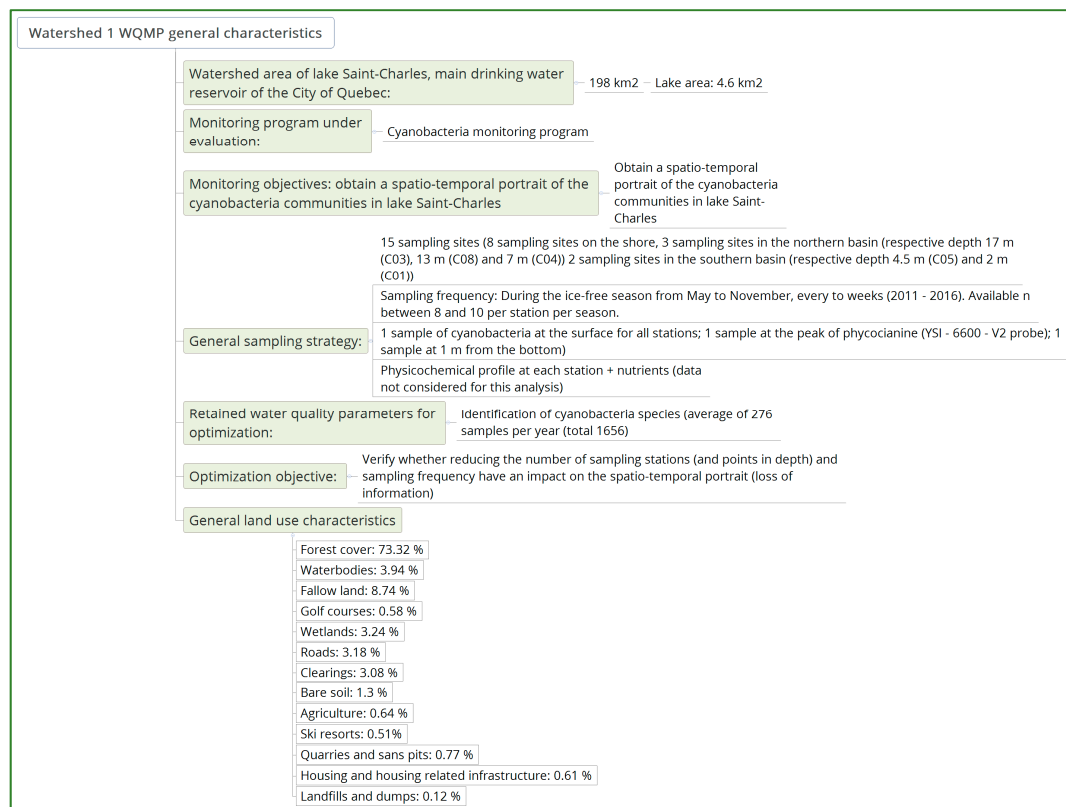 Watershed 1 WQMP general characteristics
Watershed area of lake Saint-Charles, main drinking water
reservoir of the City of Quebec:
198 km2
Lake area: 4.6 km2
Monitoring program under
evaluation:
Cyanobacteria monitoring program
Monitoring objectives: obtain a spatio-temporal portrait of the
cyanobacteria communities in lake Saint-Charles
Obtain a spatio-temporal
portrait of the cyanobacteria
communities in lake Saint-
Charles
General sampling strategy:
15 sampling sites (8 sampling sites on the shore, 3 sampling sites in the northern basin (respective depth 17 m
(C03), 13 m (C08) and 7 m (C04)) 2 sampling sites in the southern basin (respective depth 4.5 m (C05) and 2 m
(C01))
Sampling frequency: During the ice-free season from May to November, every to weeks (2011 - 2016). Available n
between 8 and 10 per station per season.
1 sample of cyanobacteria at the surface for all stations; 1 sample at the peak of phycocianine (YSI - 6600 - V2 probe); 1
sample at 1 m from the bottom)
Physicochemical profile at each station + nutrients (data
not considered for this analysis)
Retained water quality parameters for
optimization:
Identification of cyanobacteria species (average of 276
samples per year (total 1656)
Optimization objective:
Verify whether reducing the number of sampling stations (and points in depth) and
sampling frequency have an impact on the spatio-temporal portrait (loss of
information)
General land use characteristics
Forest cover: 73.32 %
Waterbodies: 3.94 %
Fallow land: 8.74 %
Golf courses: 0.58 %
Wetlands: 3.24 %
Roads: 3.18 %
Clearings: 3.08 %
Bare soil: 1.3 %
Agriculture: 0.64 %
Ski resorts: 0.51%
Quarries and sans pits: 0.77 %
Housing and housing related infrastructure: 0.61 %
Landfills and dumps: 0.12 %